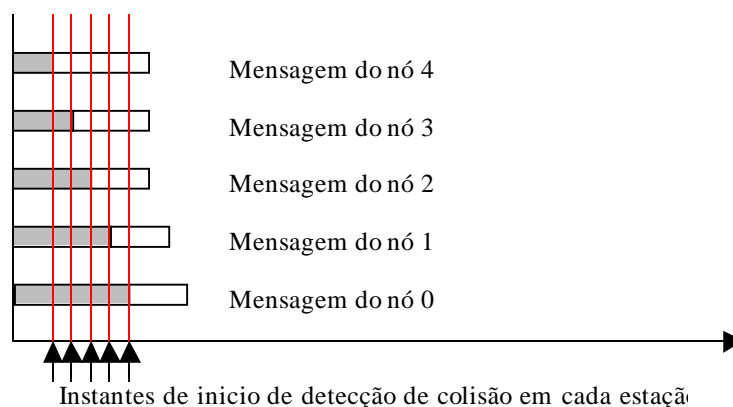 Mensagem do nó 4
Mensagem do nó 3
Mensagem do nó 2
Mensagem do nó 1
Mensagem do nó 0
Instantes de inicio de detecção de colisão em cada